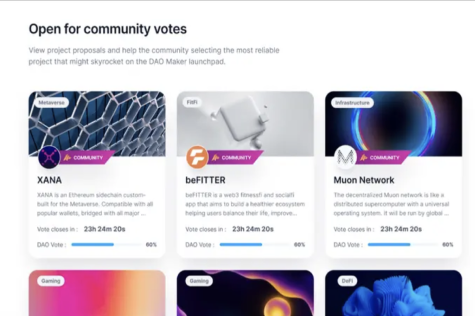 Open for community votes
View project proposals and help the community selecting the most reliable
project that might skyrocket on the DAO Maker launchpad.
Metaverse
COMMUNITY
XANA
XANA is an Ethereum sidechain custom-
built for the Metaverse. Compatible with all
popular wallets, bridged with all major ...
Vote closes in : 23h 24m 20s
DAO Vote : 60%
FitFi
COMMUNITY
beFITTER
beFITTER is a web3 fitnessfi and socialfi
app that aims to build a healthier ecosystem
helping users balance their life, improve...
Vote closes in : 23h 24m 20s
DAO Vote : 60%
Infrastructure
COMMUNITY
Muon Network
The decentralized Muon network is like a
distributed supercomputer with a universal
operating system. It will be run by global ...
Vote closes in : 23h 24m 20s
DAO Vote : 60%
Gaming
Gaming
DeFi